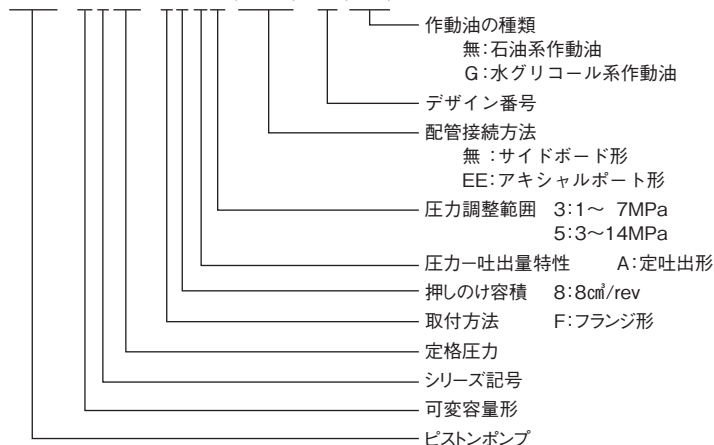 作動油の種類
無:石油系作動油
G:水グリコール系作動油
デザイン番号
配管接続方法
無 :サイドボード形
EE:アキシャルポート形
圧力調整範囲 3:1～ 7MPa
5:3～14MPa
圧力ー吐出量特性 A:定吐出形
押しのけ容積 8:8c㎥/rev
取付方法 F:フランジ形
定格圧力
シリーズ記号
可変容量形
ピストンポンプ